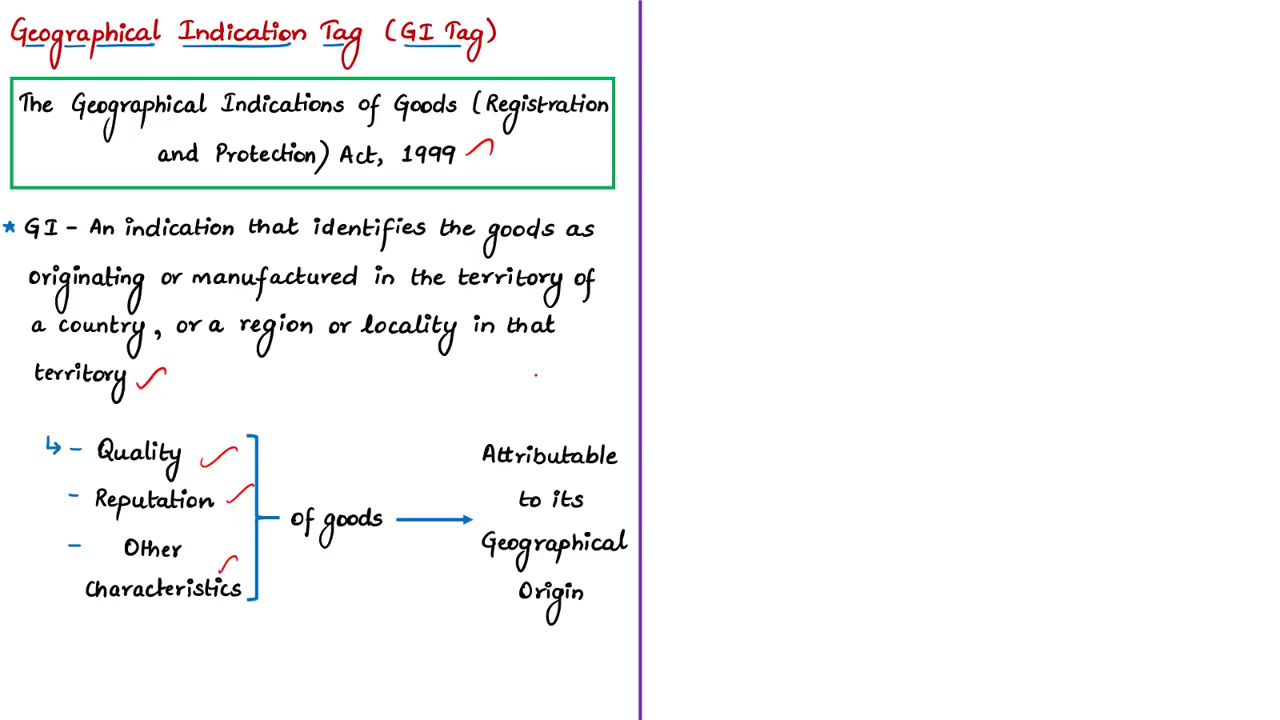 Geographical Indication Tag (GI Tag)
The Geographical Indications of Goods (Registration
and Protection) Act, 1999
* GI - An indication that identifies the goods as
originating or manufactured in the territory of
a country, or a region or locality in that
territory
↳ - Quality
- Reputation
- Other
Characteristics
of goods
Attributable
to its
Geographical
Origin